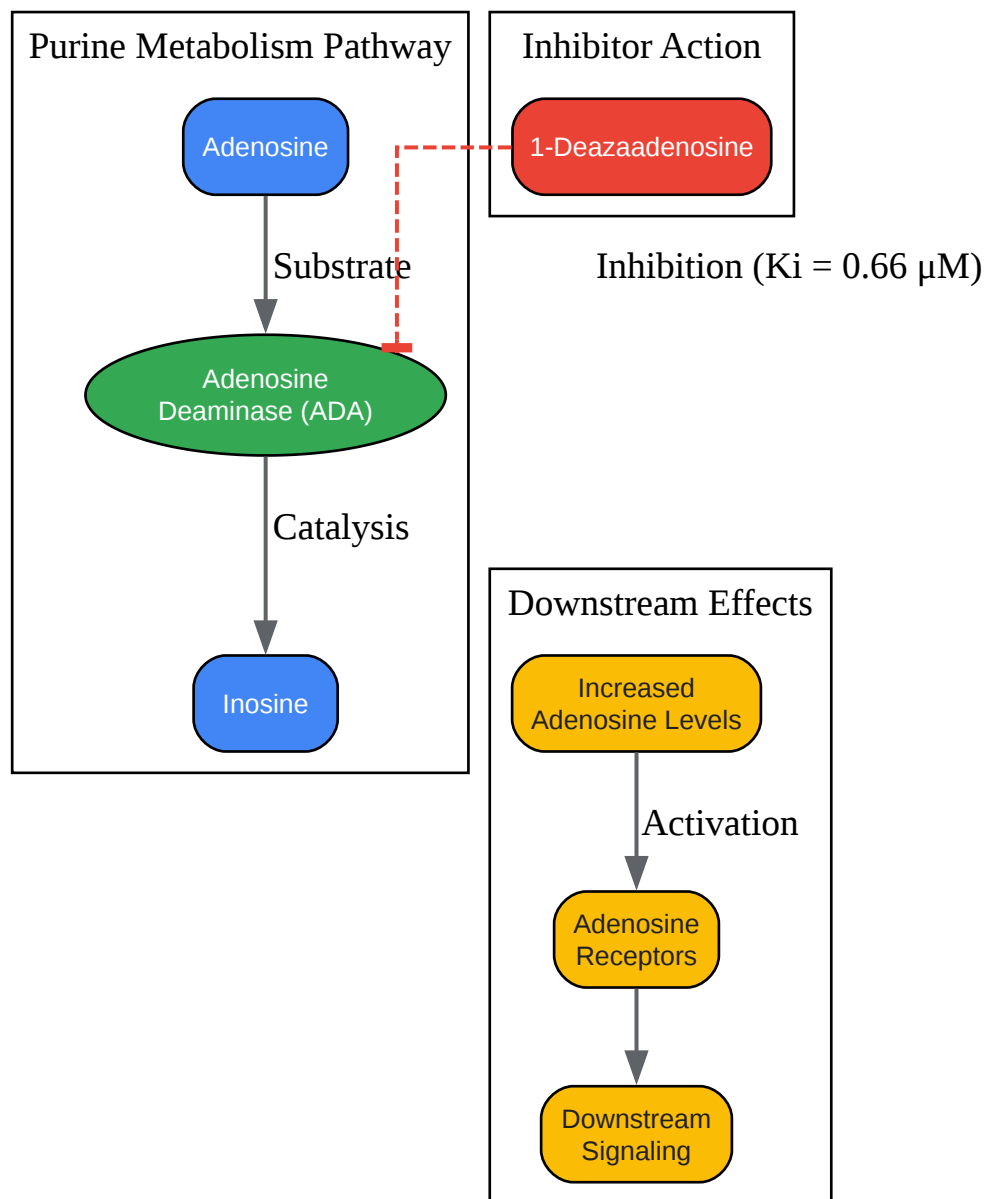 Purine Metabolism Pathway
Adenosine
Substrate
Adenosine
Deaminase (ADA)
Catalysis
Inosine
Inhibitor Action
1-Deazaadenosine
Inhibition (Ki = 0.66 μM)
Downstream Effects
Increased
Adenosine Levels
Activation
Adenosine
Receptors
Downstream
Signaling